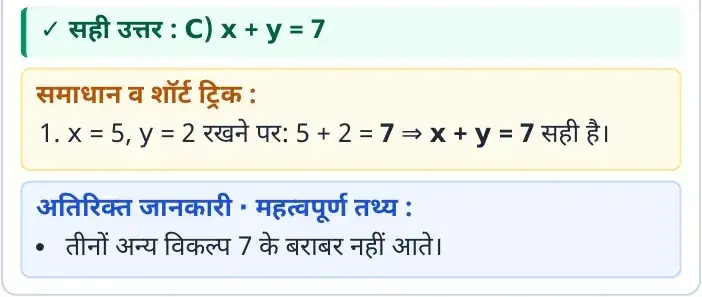 ✓ सही उत्तर : C) x + y = 7
समाधान व शॉर्ट ट्रिक :
1. x = 5, y = 2 रखने पर: 5 + 2 = 7 ⇒ x + y = 7 सही है।
अतिरिक्त जानकारी · महत्वपूर्ण तथ्य :
• तीनों अन्य विकल्प 7 के बराबर नहीं आते।